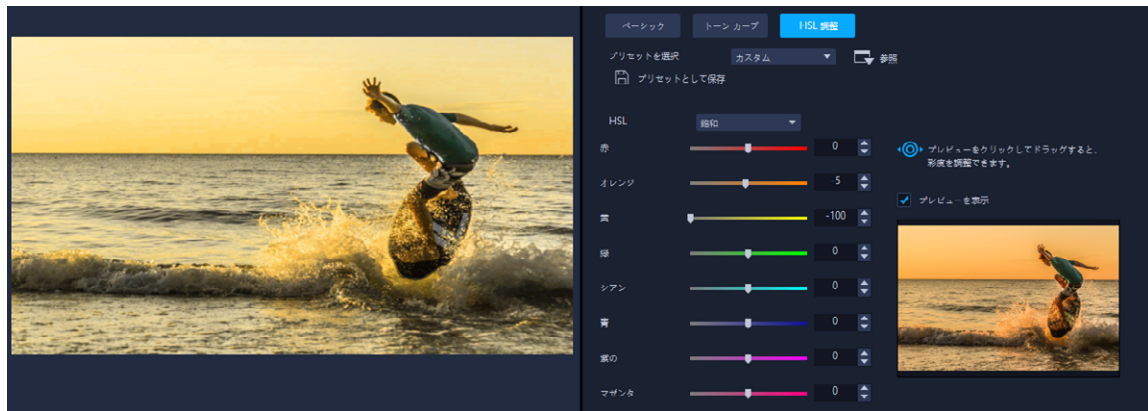 ベーシック トーン カーブ HSL 調整
プリセットを選択 カスタム 参照
プリセットとして保存
HSL 飽和
赤 0
オレンジ -5
黄 -100
緑 0
シアン 0
青 0
紫の 0
マゼンタ 0
プレビューをクリックしてドラッグすると、
彩度を調整できます。
プレビューを表示